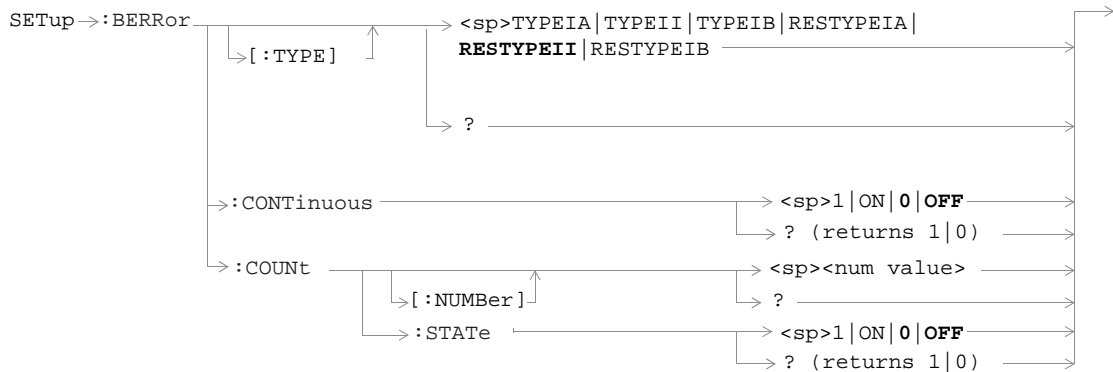 SETup :BERRor <sp>TYPEIA|TYPEII|TYPEIB|RESTYPEIA|
[:TYPE] RESTYPEII|RESTYPEIB
?
:CONTinuous <sp>1|ON|0|OFF
? (returns 1|0)
:COUNt <sp><num value>
[:NUMBer] ?
:STATe <sp>1|ON|0|OFF
? (returns 1|0)